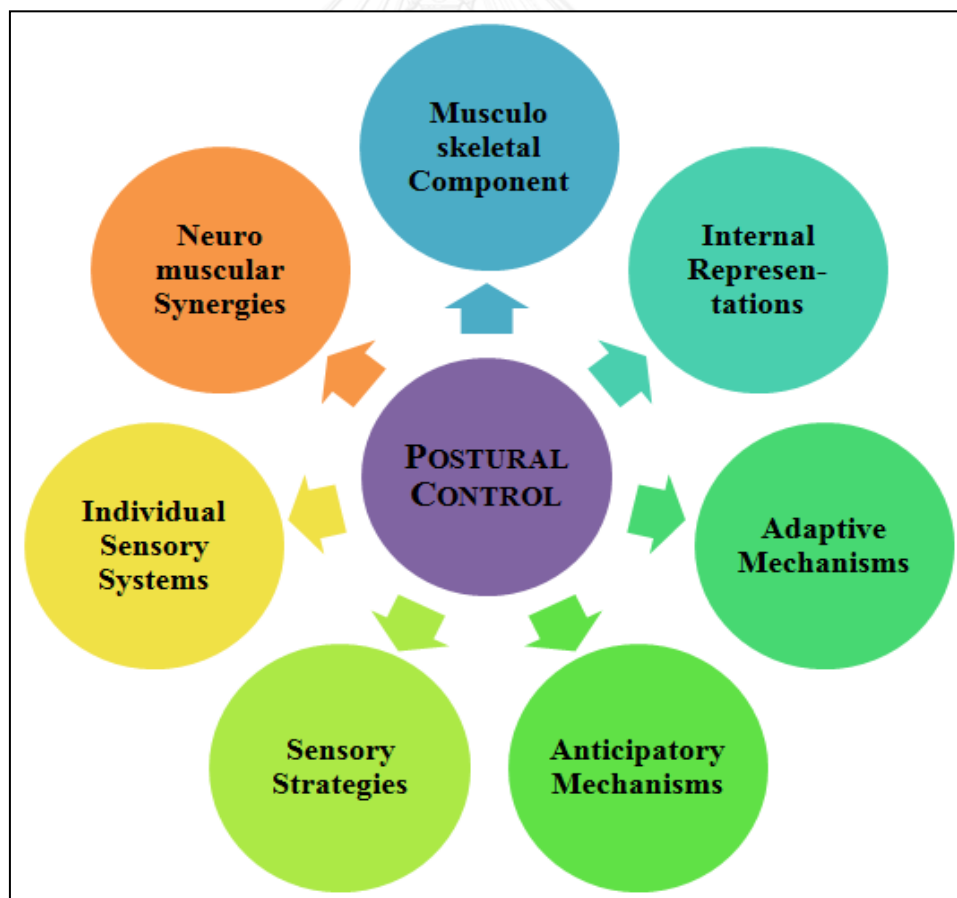 Musculo
skeletal
Component
Internal
Represen-
tations
Adaptive
Mechanisms
Anticipatory
Mechanisms
Sensory
Strategies
Individual
Sensory
Systems
Neuro
muscular
Synergies
POSTURAL
CONTROL